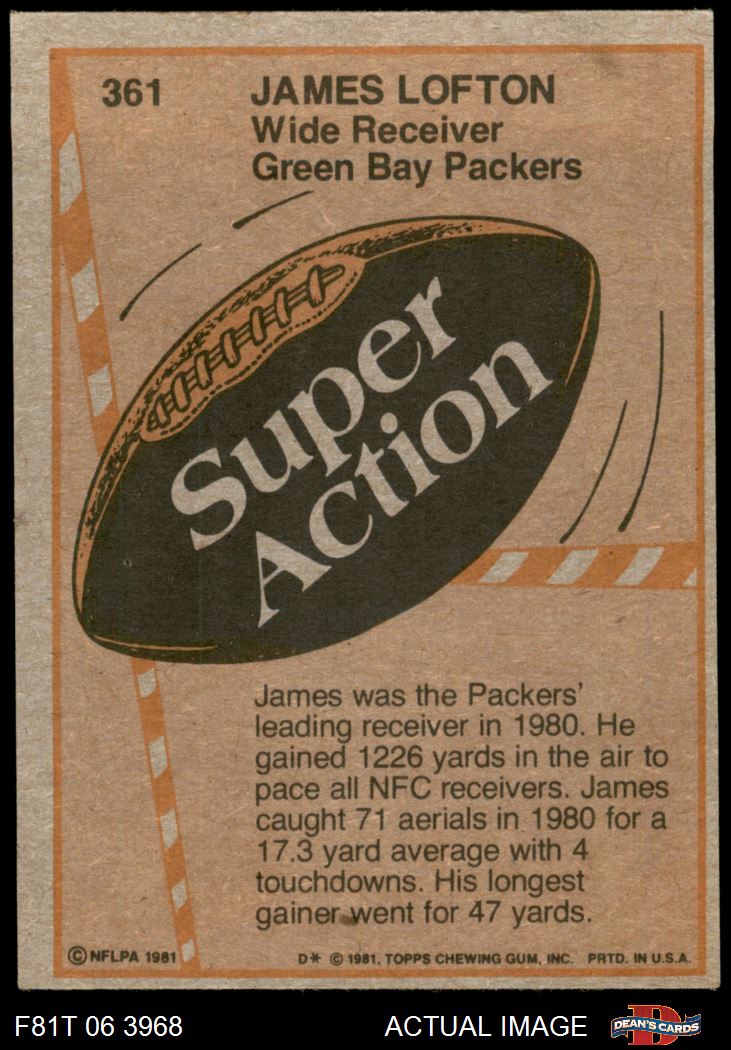 361
JAMES LOFTON
Wide Receiver
Green Bay Packers
Super
Action
James was the Packers'
leading receiver in 1980. He
gained 1226 yards in the air to
pace all NFC receivers. James
caught 71 aerials in 1980 for a
17.3 yard average with 4
touchdowns. His longest
gainer went for 47 yards.
© NFLPA 1981
D* © 1981, TOPPS CHEWING GUM, INC. PRTD. IN U.S.A.
F81T 06 3968
ACTUAL IMAGE
D
DEAN'S CARDS